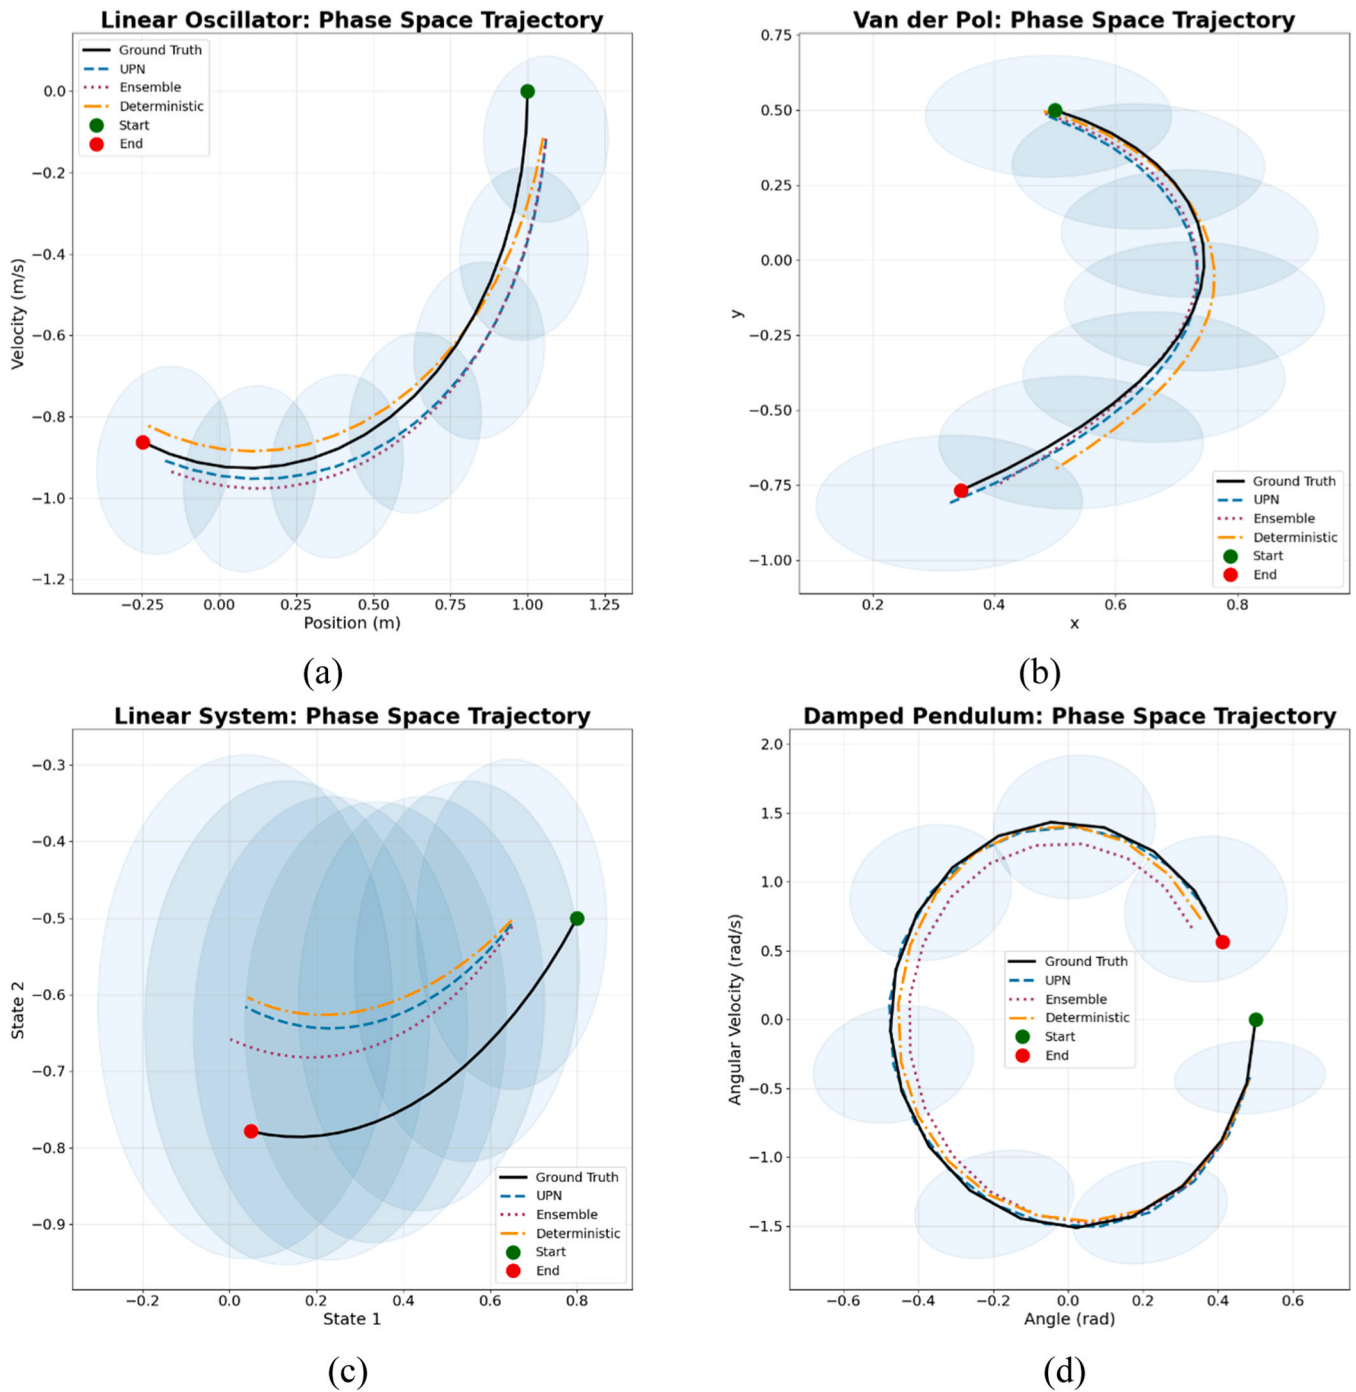 Linear Oscillator: Phase Space Trajectory
Ground Truth
UPN
Ensemble
Deterministic
Start
End
0.0
−0.2
−0.4
−0.6
−0.8
−1.0
−1.2
Velocity (m/s)
−0.25 0.00 0.25 0.50 0.75 1.00 1.25
Position (m)
(a)
Van der Pol: Phase Space Trajectory
0.75
0.50
0.25
0.00
−0.25
−0.50
−0.75
−1.00
y
Ground Truth
UPN
Ensemble
Deterministic
Start
End
0.2 0.4 0.6 0.8
x
(b)
Linear System: Phase Space Trajectory
−0.3
−0.4
−0.5
−0.6
−0.7
−0.8
−0.9
State 2
Ground Truth
UPN
Ensemble
Deterministic
Start
End
−0.2 0.0 0.2 0.4 0.6 0.8
State 1
(c)
Damped Pendulum: Phase Space Trajectory
2.0
1.5
1.0
0.5
0.0
−0.5
−1.0
−1.5
Angular Velocity (rad/s)
Ground Truth
UPN
Ensemble
Deterministic
Start
End
−0.6 −0.4 −0.2 0.0 0.2 0.4 0.6
Angle (rad)
(d)